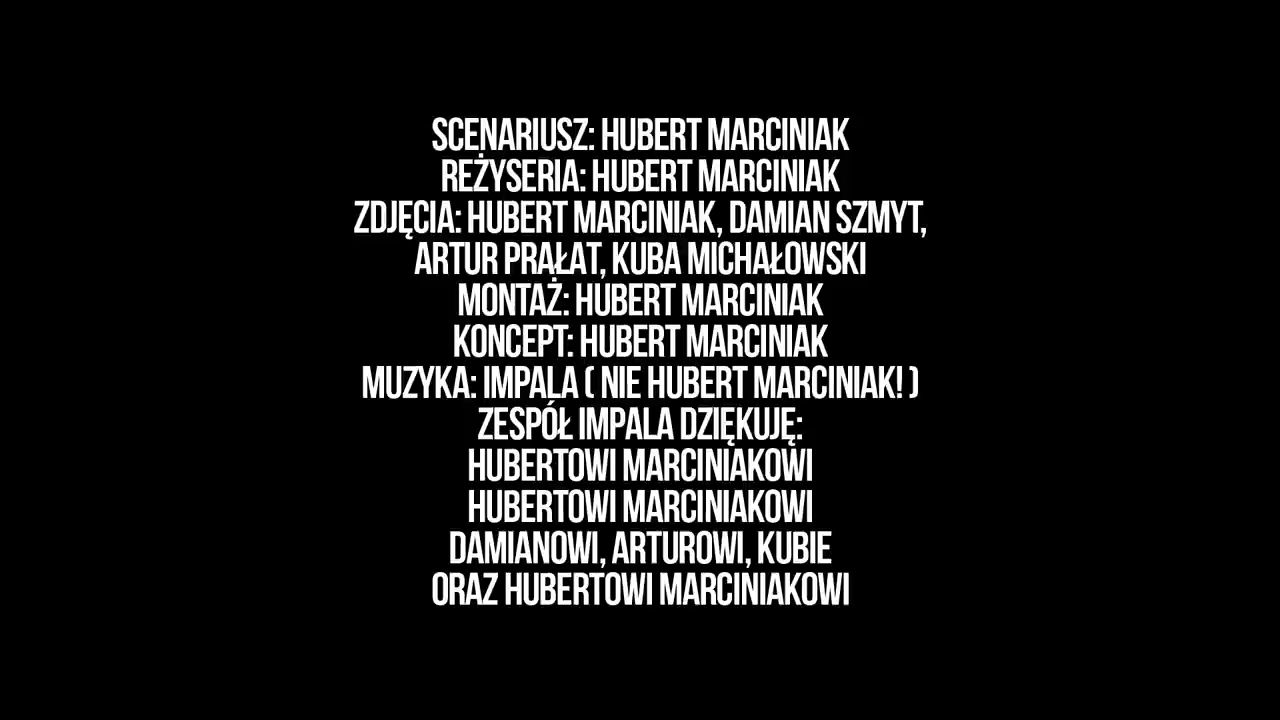 SCENARIUSZ: HUBERT MARCINIAK
REŻYSERIA: HUBERT MARCINIAK
ZDJĘCIA: HUBERT MARCINIAK, DAMIAN SZMYT,
ARTUR PRAŁAT, KUBA MICHAŁOWSKI
MONTAŻ: HUBERT MARCINIAK
KONCEPT: HUBERT MARCINIAK
MUZYKA: IMPALA ( NIE HUBERT MARCINIAK! )
ZESPÓŁ IMPALA DZIĘKUJĘ:
HUBERTOWI MARCINIAKOWI
HUBERTOWI MARCINIAKOWI
DAMIANOWI, ARTUROWI, KUBIE
ORAZ HUBERTOWI MARCINIAKOWI